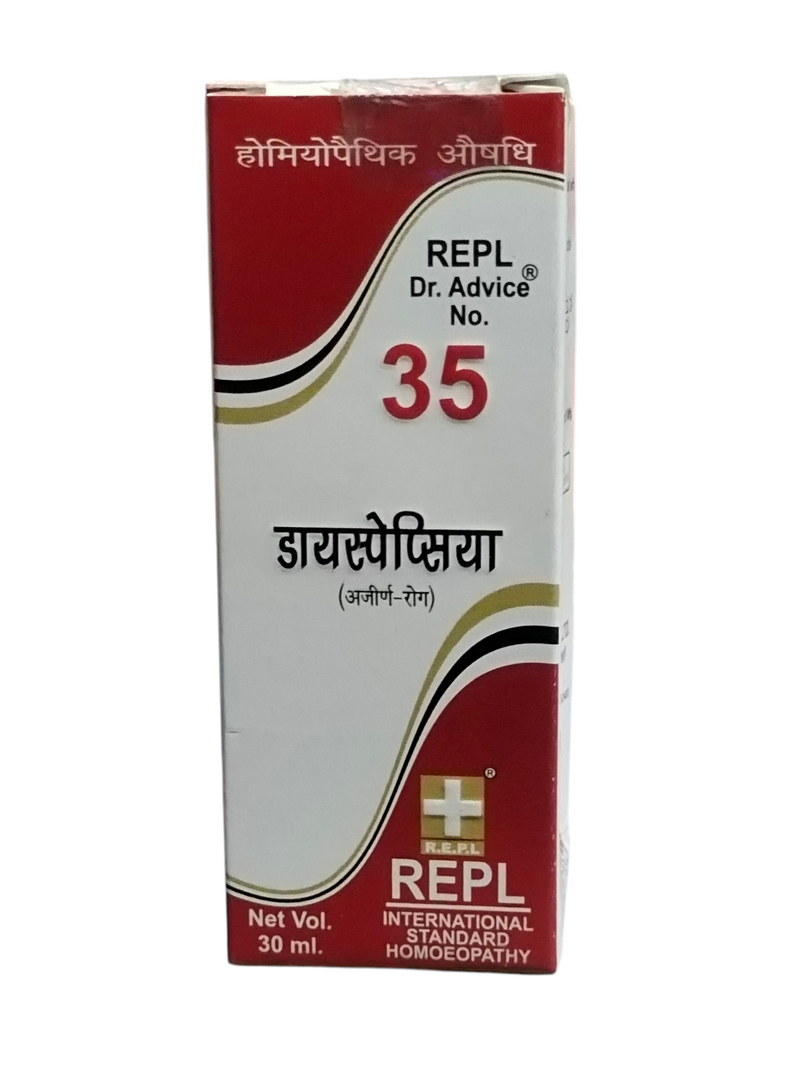 होमियोपैथिक औषधि
REPL
Dr. Advice®
No.
35
डायस्पेप्सिया
(अजीर्ण-रोग)
®
R.E.P.L
REPL
INTERNATIONAL
STANDARD
HOMOEOPATHY
Net Vol.
30 ml.